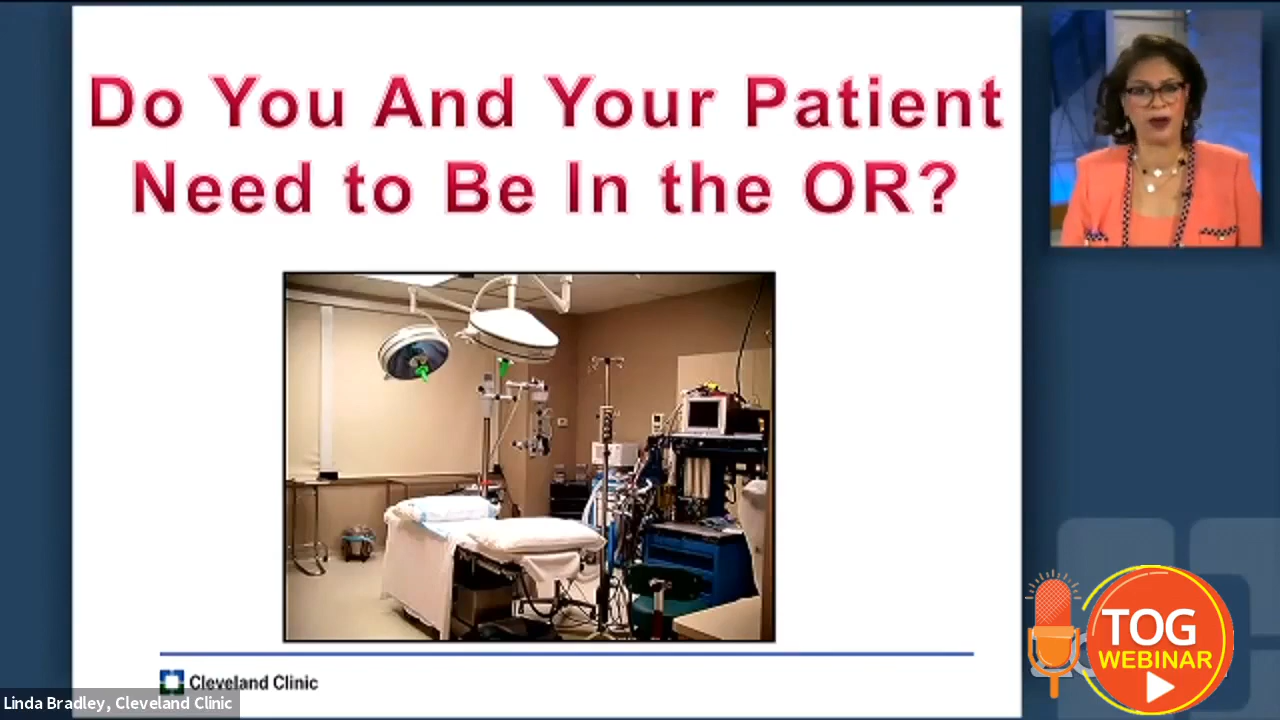 Do You And Your Patient
Need to Be In the OR?
Cleveland Clinic
Linda Bradley, Cleveland Clinic
TOG
WEBINAR